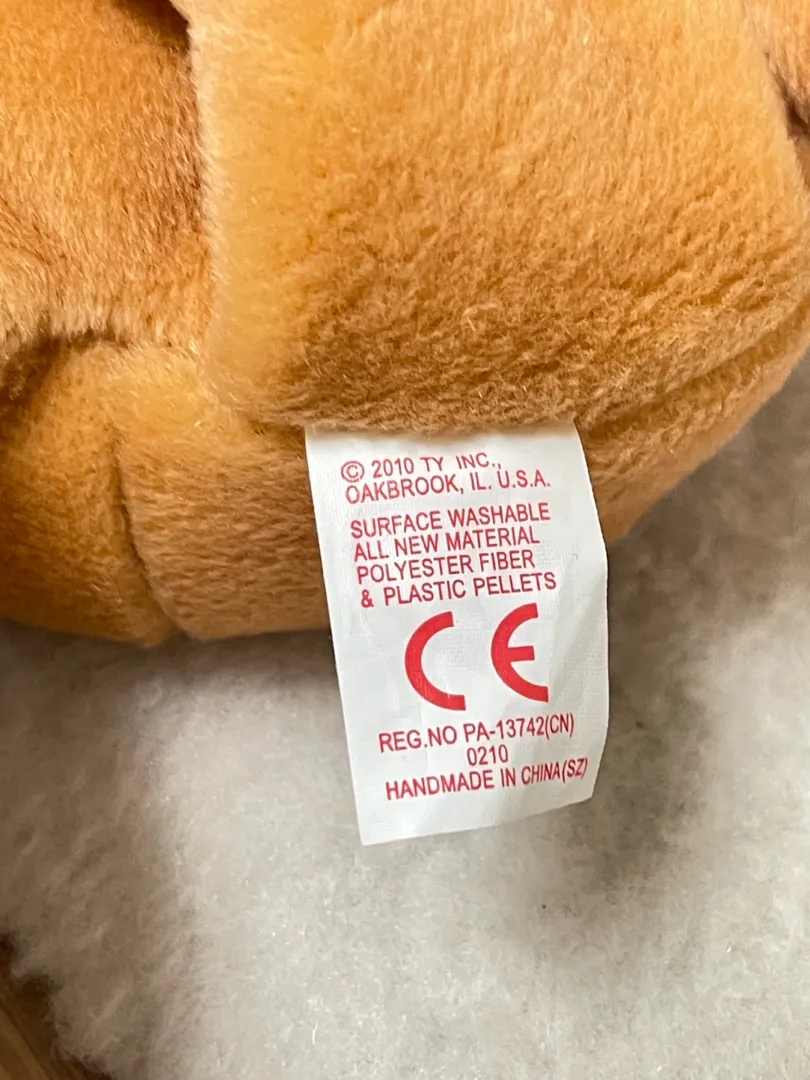 © 2010 TY INC.,
OAKBROOK, IL. U.S.A.
SURFACE WASHABLE
ALL NEW MATERIAL
POLYESTER FIBER
& PLASTIC PELLETS
CE
REG.NO PA-13742(CN)
0210
HANDMADE IN CHINA(SZ)